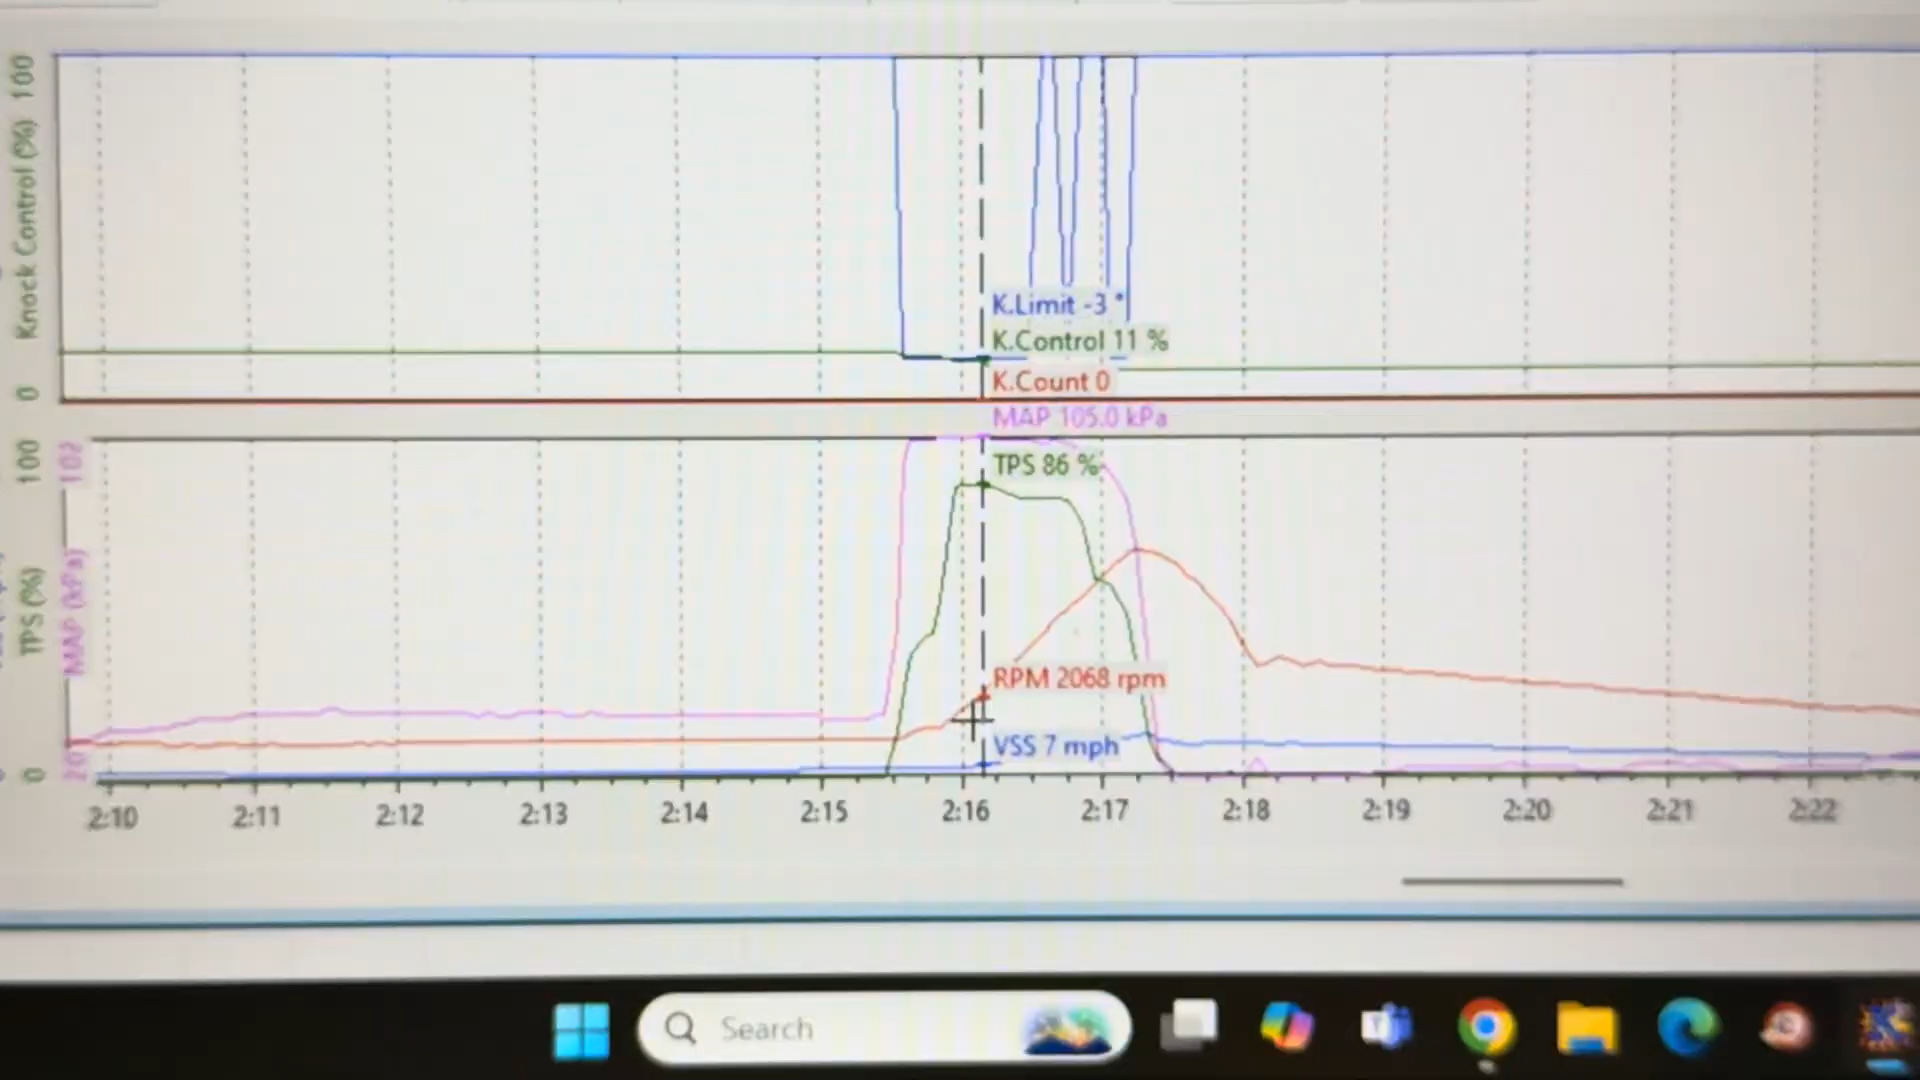 100
Knock Control (%)
0
K.Limit -3 °
K.Control 11 %
K.Count 0
MAP 105.0 kPa
100
102
TPS 86 %
TPS (%)
MAP (kPa)
RPM 2068 rpm
VSS 7 mph
0
20
2:10 2:11 2:12 2:13 2:14 2:15 2:16 2:17 2:18 2:19 2:20 2:21 2:22
Search